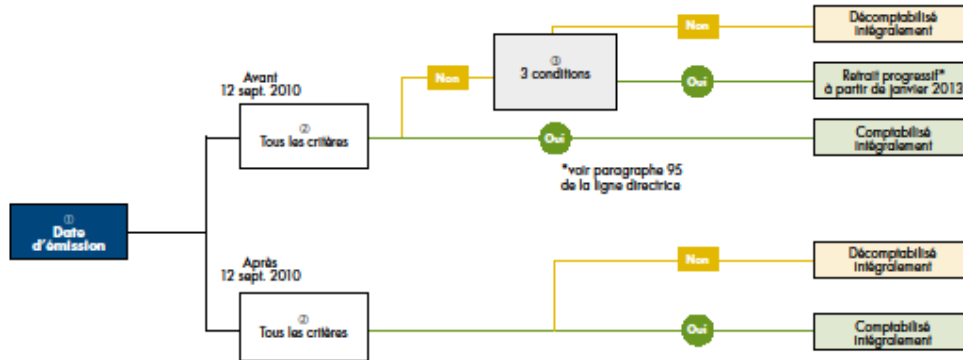 Non
Décomptabilisé
intégralement
③
3 conditions
Avant
12 sept. 2010
Non
Oui
Retrait progressif*
à partir de janvier 2013
②
Tous les critères
Oui
Comptabilisé
intégralement
*voir paragraphe 95
de la ligne directrice
①
Date
d'émission
Après
12 sept. 2010
Non
Décomptabilisé
intégralement
②
Tous les critères
Oui
Comptabilisé
intégralement